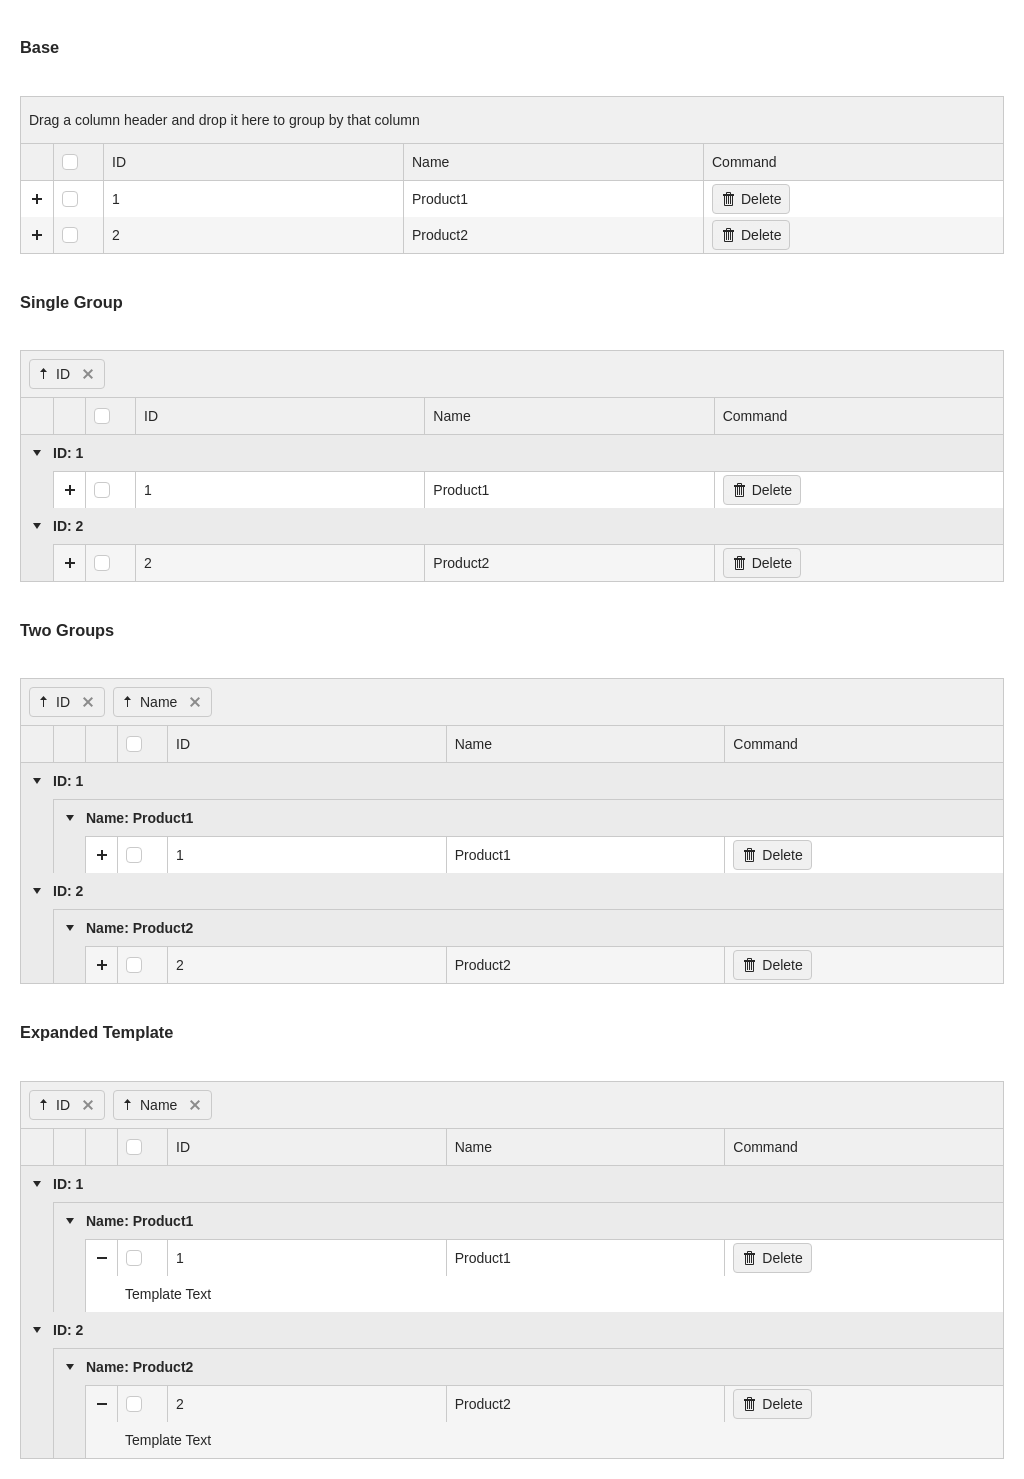 Base
Drag a column header and drop it here to group by that column
ID Name Command
1 Product1 Delete
2 Product2 Delete
Single Group
ID
ID Name Command
ID: 1
1 Product1 Delete
ID: 2
2 Product2 Delete
Two Groups
ID Name
ID Name Command
ID: 1
Name: Product1
1 Product1 Delete
ID: 2
Name: Product2
2 Product2 Delete
Expanded Template
ID Name
ID Name Command
ID: 1
Name: Product1
1 Product1 Delete
Template Text
ID: 2
Name: Product2
2 Product2 Delete
Template Text